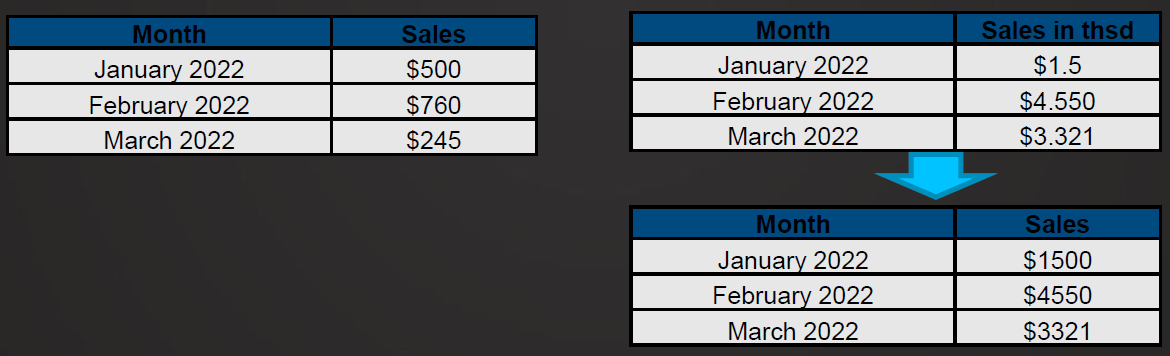 Month Sales
January 2022 $500
February 2022 $760
March 2022 $245
Month Sales in thsd
January 2022 $1.5
February 2022 $4.550
March 2022 $3.321
Month Sales
January 2022 $1500
February 2022 $4550
March 2022 $3321